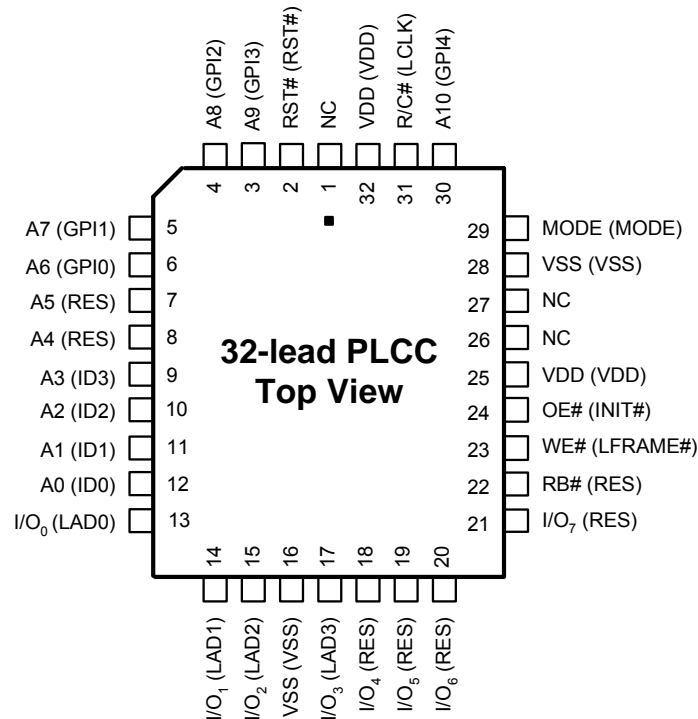 A8 (GPI2)
A9 (GPI3)
RST# (RST#)
NC
VDD (VDD)
R/C# (LCLK)
A10 (GPI4)
4
3
2
1
32
31
30
A7 (GPI1)
5
A6 (GPI0)
6
A5 (RES)
7
A4 (RES)
8
A3 (ID3)
9
A2 (ID2)
10
A1 (ID1)
11
A0 (ID0)
12
I/O₀ (LAD0)
13
32-lead PLCC
Top View
29
MODE (MODE)
28
VSS (VSS)
27
NC
26
NC
25
VDD (VDD)
24
OE# (INIT#)
23
WE# (LFRAME#)
22
RB# (RES)
21
I/O₇ (RES)
14
15
16
17
18
19
20
I/O₁ (LAD1)
I/O₂ (LAD2)
VSS (VSS)
I/O₃ (LAD3)
I/O₄ (RES)
I/O₅ (RES)
I/O₆ (RES)